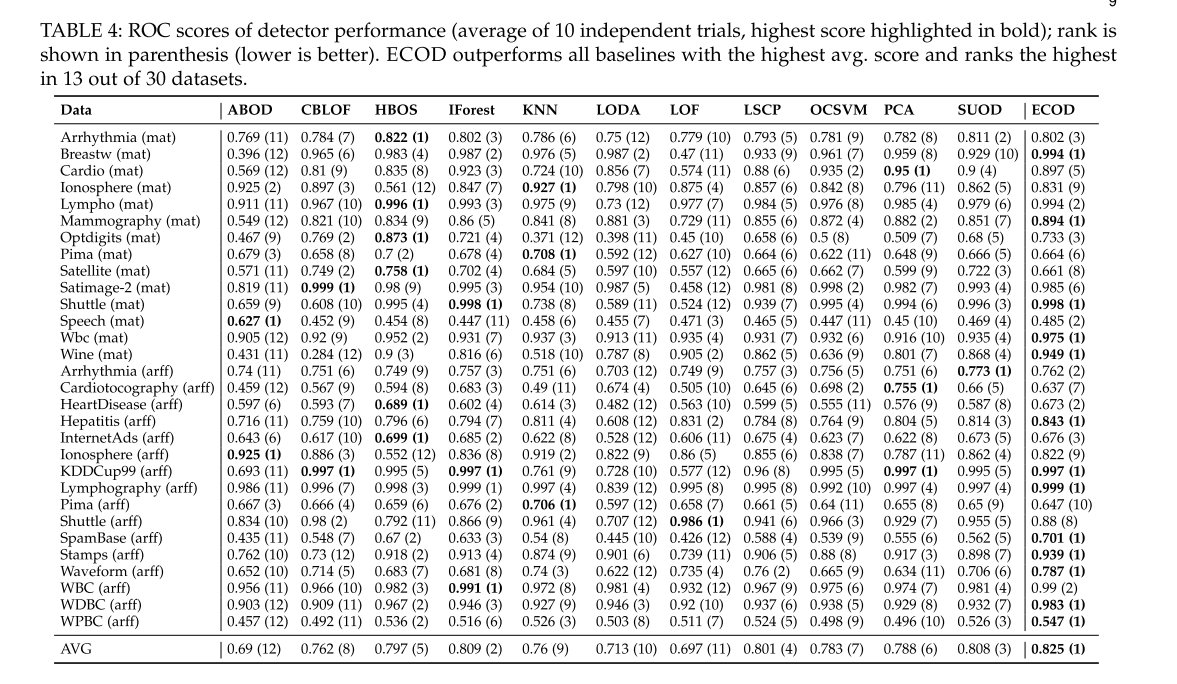 9
TABLE 4: ROC scores of detector performance (average of 10 independent trials, highest score highlighted in bold); rank is
shown in parenthesis (lower is better). ECOD outperforms all baselines with the highest avg. score and ranks the highest
in 13 out of 30 datasets.
Data ABOD CBLOF HBOS IForest KNN LODA LOF LSCP OCSVM PCA SUOD ECOD
Arrhythmia (mat) 0.769 (11) 0.784 (7) 0.822 (1) 0.802 (3) 0.786 (6) 0.75 (12) 0.779 (10) 0.793 (5) 0.781 (9) 0.782 (8) 0.811 (2) 0.802 (3)
Breastw (mat) 0.396 (12) 0.965 (6) 0.983 (4) 0.987 (2) 0.976 (5) 0.987 (2) 0.47 (11) 0.933 (9) 0.961 (7) 0.959 (8) 0.929 (10) 0.994 (1)
Cardio (mat) 0.569 (12) 0.81 (9) 0.835 (8) 0.923 (3) 0.724 (10) 0.856 (7) 0.574 (11) 0.88 (6) 0.935 (2) 0.95 (1) 0.9 (4) 0.897 (5)
Ionosphere (mat) 0.925 (2) 0.897 (3) 0.561 (12) 0.847 (7) 0.927 (1) 0.798 (10) 0.875 (4) 0.857 (6) 0.842 (8) 0.796 (11) 0.862 (5) 0.831 (9)
Lympho (mat) 0.911 (11) 0.967 (10) 0.996 (1) 0.993 (3) 0.975 (9) 0.73 (12) 0.977 (7) 0.984 (5) 0.976 (8) 0.985 (4) 0.979 (6) 0.994 (2)
Mammography (mat) 0.549 (12) 0.821 (10) 0.834 (9) 0.86 (5) 0.841 (8) 0.881 (3) 0.729 (11) 0.855 (6) 0.872 (4) 0.882 (2) 0.851 (7) 0.894 (1)
Optdigits (mat) 0.467 (9) 0.769 (2) 0.873 (1) 0.721 (4) 0.371 (12) 0.398 (11) 0.45 (10) 0.658 (6) 0.5 (8) 0.509 (7) 0.68 (5) 0.733 (3)
Pima (mat) 0.679 (3) 0.658 (8) 0.7 (2) 0.678 (4) 0.708 (1) 0.592 (12) 0.627 (10) 0.664 (6) 0.622 (11) 0.648 (9) 0.666 (5) 0.664 (6)
Satellite (mat) 0.571 (11) 0.749 (2) 0.758 (1) 0.702 (4) 0.684 (5) 0.597 (10) 0.557 (12) 0.665 (6) 0.662 (7) 0.599 (9) 0.722 (3) 0.661 (8)
Satimage-2 (mat) 0.819 (11) 0.999 (1) 0.98 (9) 0.995 (3) 0.954 (10) 0.987 (5) 0.458 (12) 0.981 (8) 0.998 (2) 0.982 (7) 0.993 (4) 0.985 (6)
Shuttle (mat) 0.659 (9) 0.608 (10) 0.995 (4) 0.998 (1) 0.738 (8) 0.589 (11) 0.524 (12) 0.939 (7) 0.995 (4) 0.994 (6) 0.996 (3) 0.998 (1)
Speech (mat) 0.627 (1) 0.452 (9) 0.454 (8) 0.447 (11) 0.458 (6) 0.455 (7) 0.471 (3) 0.465 (5) 0.447 (11) 0.45 (10) 0.469 (4) 0.485 (2)
Wbc (mat) 0.905 (12) 0.92 (9) 0.952 (2) 0.931 (7) 0.937 (3) 0.913 (11) 0.935 (4) 0.931 (7) 0.932 (6) 0.916 (10) 0.935 (4) 0.975 (1)
Wine (mat) 0.431 (11) 0.284 (12) 0.9 (3) 0.816 (6) 0.518 (10) 0.787 (8) 0.905 (2) 0.862 (5) 0.636 (9) 0.801 (7) 0.868 (4) 0.949 (1)
Arrhythmia (arff) 0.74 (11) 0.751 (6) 0.749 (9) 0.757 (3) 0.751 (6) 0.703 (12) 0.749 (9) 0.757 (3) 0.756 (5) 0.751 (6) 0.773 (1) 0.762 (2)
Cardiotocography (arff) 0.459 (12) 0.567 (9) 0.594 (8) 0.683 (3) 0.49 (11) 0.674 (4) 0.505 (10) 0.645 (6) 0.698 (2) 0.755 (1) 0.66 (5) 0.637 (7)
HeartDisease (arff) 0.597 (6) 0.593 (7) 0.689 (1) 0.602 (4) 0.614 (3) 0.482 (12) 0.563 (10) 0.599 (5) 0.555 (11) 0.576 (9) 0.587 (8) 0.673 (2)
Hepatitis (arff) 0.716 (11) 0.759 (10) 0.796 (6) 0.794 (7) 0.811 (4) 0.608 (12) 0.831 (2) 0.784 (8) 0.764 (9) 0.804 (5) 0.814 (3) 0.843 (1)
InternetAds (arff) 0.643 (6) 0.617 (10) 0.699 (1) 0.685 (2) 0.622 (8) 0.528 (12) 0.606 (11) 0.675 (4) 0.623 (7) 0.622 (8) 0.673 (5) 0.676 (3)
Ionosphere (arff) 0.925 (1) 0.886 (3) 0.552 (12) 0.836 (8) 0.919 (2) 0.822 (9) 0.86 (5) 0.855 (6) 0.838 (7) 0.787 (11) 0.862 (4) 0.822 (9)
KDDCup99 (arff) 0.693 (11) 0.997 (1) 0.995 (5) 0.997 (1) 0.761 (9) 0.728 (10) 0.577 (12) 0.96 (8) 0.995 (5) 0.997 (1) 0.995 (5) 0.997 (1)
Lymphography (arff) 0.986 (11) 0.996 (7) 0.998 (3) 0.999 (1) 0.997 (4) 0.839 (12) 0.995 (8) 0.995 (8) 0.992 (10) 0.997 (4) 0.997 (4) 0.999 (1)
Pima (arff) 0.667 (3) 0.666 (4) 0.659 (6) 0.676 (2) 0.706 (1) 0.597 (12) 0.658 (7) 0.661 (5) 0.64 (11) 0.655 (8) 0.65 (9) 0.647 (10)
Shuttle (arff) 0.834 (10) 0.98 (2) 0.792 (11) 0.866 (9) 0.961 (4) 0.707 (12) 0.986 (1) 0.941 (6) 0.966 (3) 0.929 (7) 0.955 (5) 0.88 (8)
SpamBase (arff) 0.435 (11) 0.548 (7) 0.67 (2) 0.633 (3) 0.54 (8) 0.445 (10) 0.426 (12) 0.588 (4) 0.539 (9) 0.555 (6) 0.562 (5) 0.701 (1)
Stamps (arff) 0.762 (10) 0.73 (12) 0.918 (2) 0.913 (4) 0.874 (9) 0.901 (6) 0.739 (11) 0.906 (5) 0.88 (8) 0.917 (3) 0.898 (7) 0.939 (1)
Waveform (arff) 0.652 (10) 0.714 (5) 0.683 (7) 0.681 (8) 0.74 (3) 0.622 (12) 0.735 (4) 0.76 (2) 0.665 (9) 0.634 (11) 0.706 (6) 0.787 (1)
WBC (arff) 0.956 (11) 0.966 (10) 0.982 (3) 0.991 (1) 0.972 (8) 0.981 (4) 0.932 (12) 0.967 (9) 0.975 (6) 0.974 (7) 0.981 (4) 0.99 (2)
WDBC (arff) 0.903 (12) 0.909 (11) 0.967 (2) 0.946 (3) 0.927 (9) 0.946 (3) 0.92 (10) 0.937 (6) 0.938 (5) 0.929 (8) 0.932 (7) 0.983 (1)
WPBC (arff) 0.457 (12) 0.492 (11) 0.536 (2) 0.516 (6) 0.526 (3) 0.503 (8) 0.511 (7) 0.524 (5) 0.498 (9) 0.496 (10) 0.526 (3) 0.547 (1)
AVG 0.69 (12) 0.762 (8) 0.797 (5) 0.809 (2) 0.76 (9) 0.713 (10) 0.697 (11) 0.801 (4) 0.783 (7) 0.788 (6) 0.808 (3) 0.825 (1)